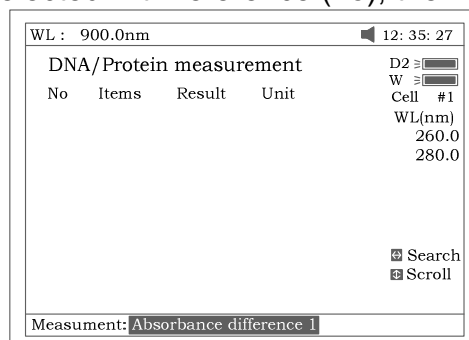 WL: 900.0nm 12: 35: 27
DNA/Protein measurement
No Items Result Unit
D2
W
Cell #1
WL(nm)
260.0
280.0
Search
Scroll
Measument: Absorbance difference 1